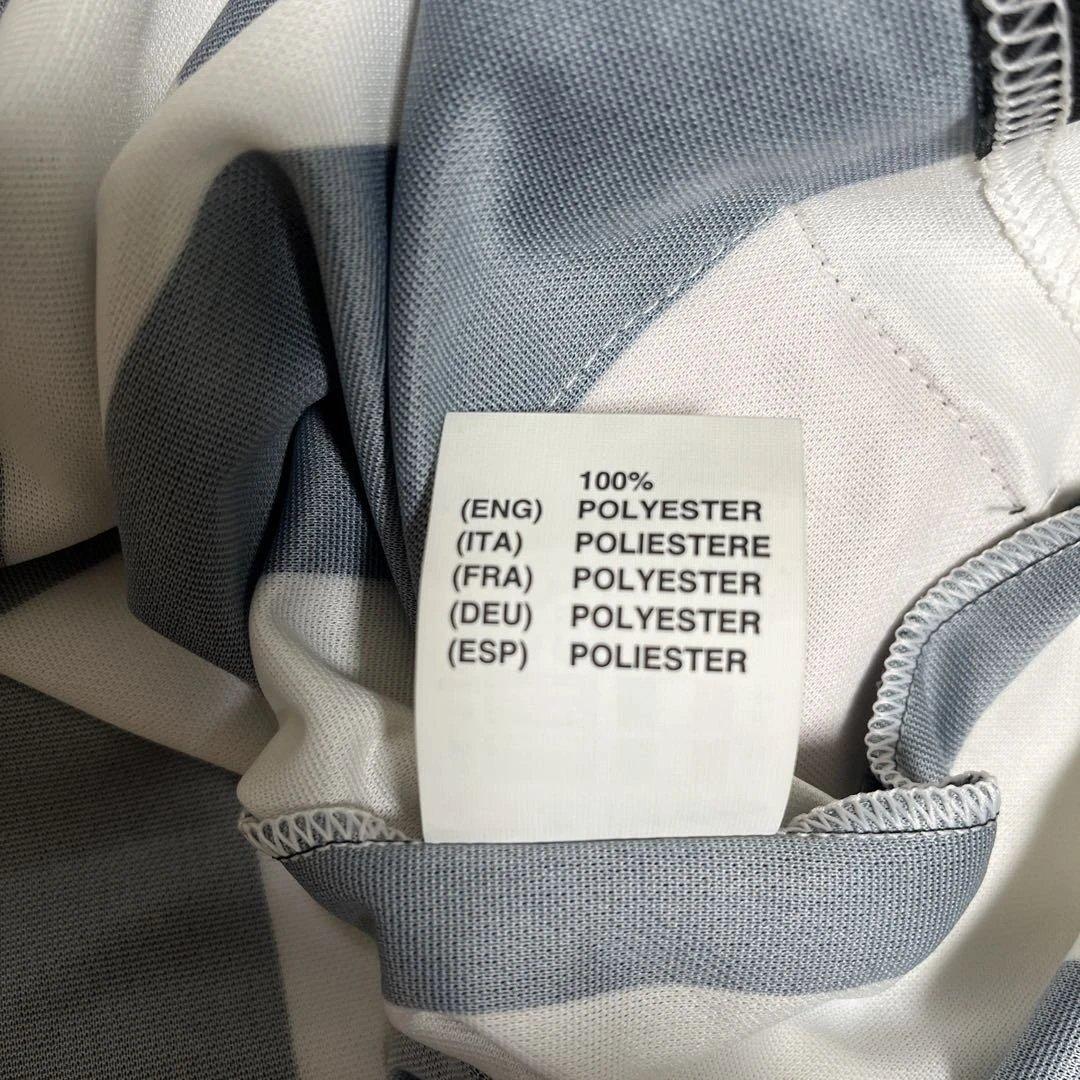 100%
(ENG) POLYESTER
(ITA) POLIESTERE
(FRA) POLYESTER
(DEU) POLYESTER
(ESP) POLIESTER